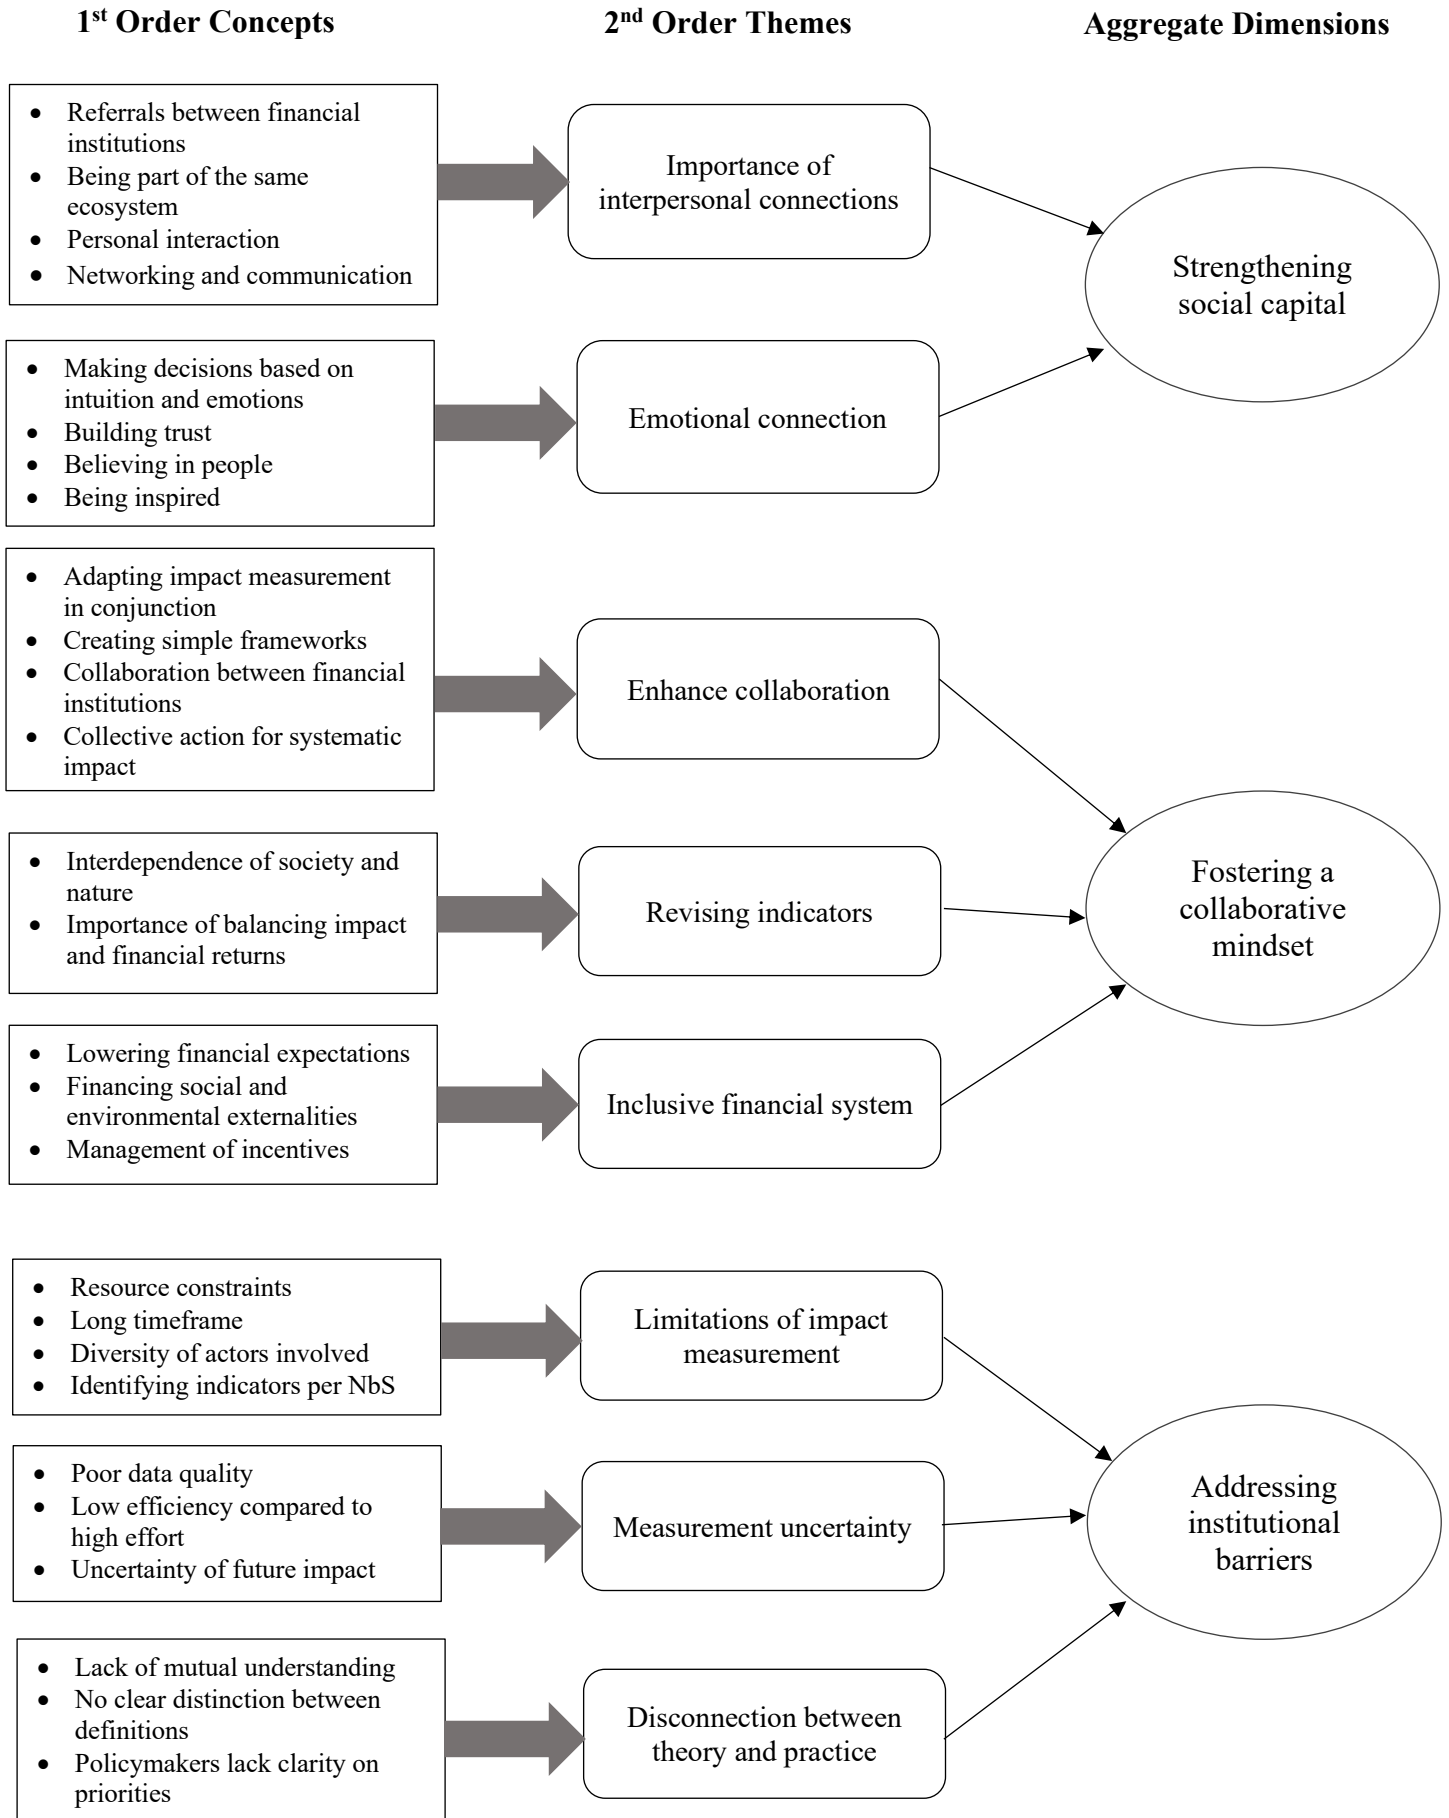 1st Order Concepts
2nd Order Themes
Aggregate Dimensions
• Referrals between financial
institutions
• Being part of the same
ecosystem
• Personal interaction
• Networking and communication
Importance of
interpersonal connections
Strengthening
social capital
• Making decisions based on
intuition and emotions
• Building trust
• Believing in people
• Being inspired
Emotional connection
• Adapting impact measurement
in conjunction
• Creating simple frameworks
• Collaboration between financial
institutions
• Collective action for systematic
impact
Enhance collaboration
• Interdependence of society and
nature
• Importance of balancing impact
and financial returns
Revising indicators
Fostering a
collaborative
mindset
• Lowering financial expectations
• Financing social and
environmental externalities
• Management of incentives
Inclusive financial system
• Resource constraints
• Long timeframe
• Diversity of actors involved
• Identifying indicators per NbS
Limitations of impact
measurement
• Poor data quality
• Low efficiency compared to
high effort
• Uncertainty of future impact
Measurement uncertainty
Addressing
institutional
barriers
• Lack of mutual understanding
• No clear distinction between
definitions
• Policymakers lack clarity on
priorities
Disconnection between
theory and practice